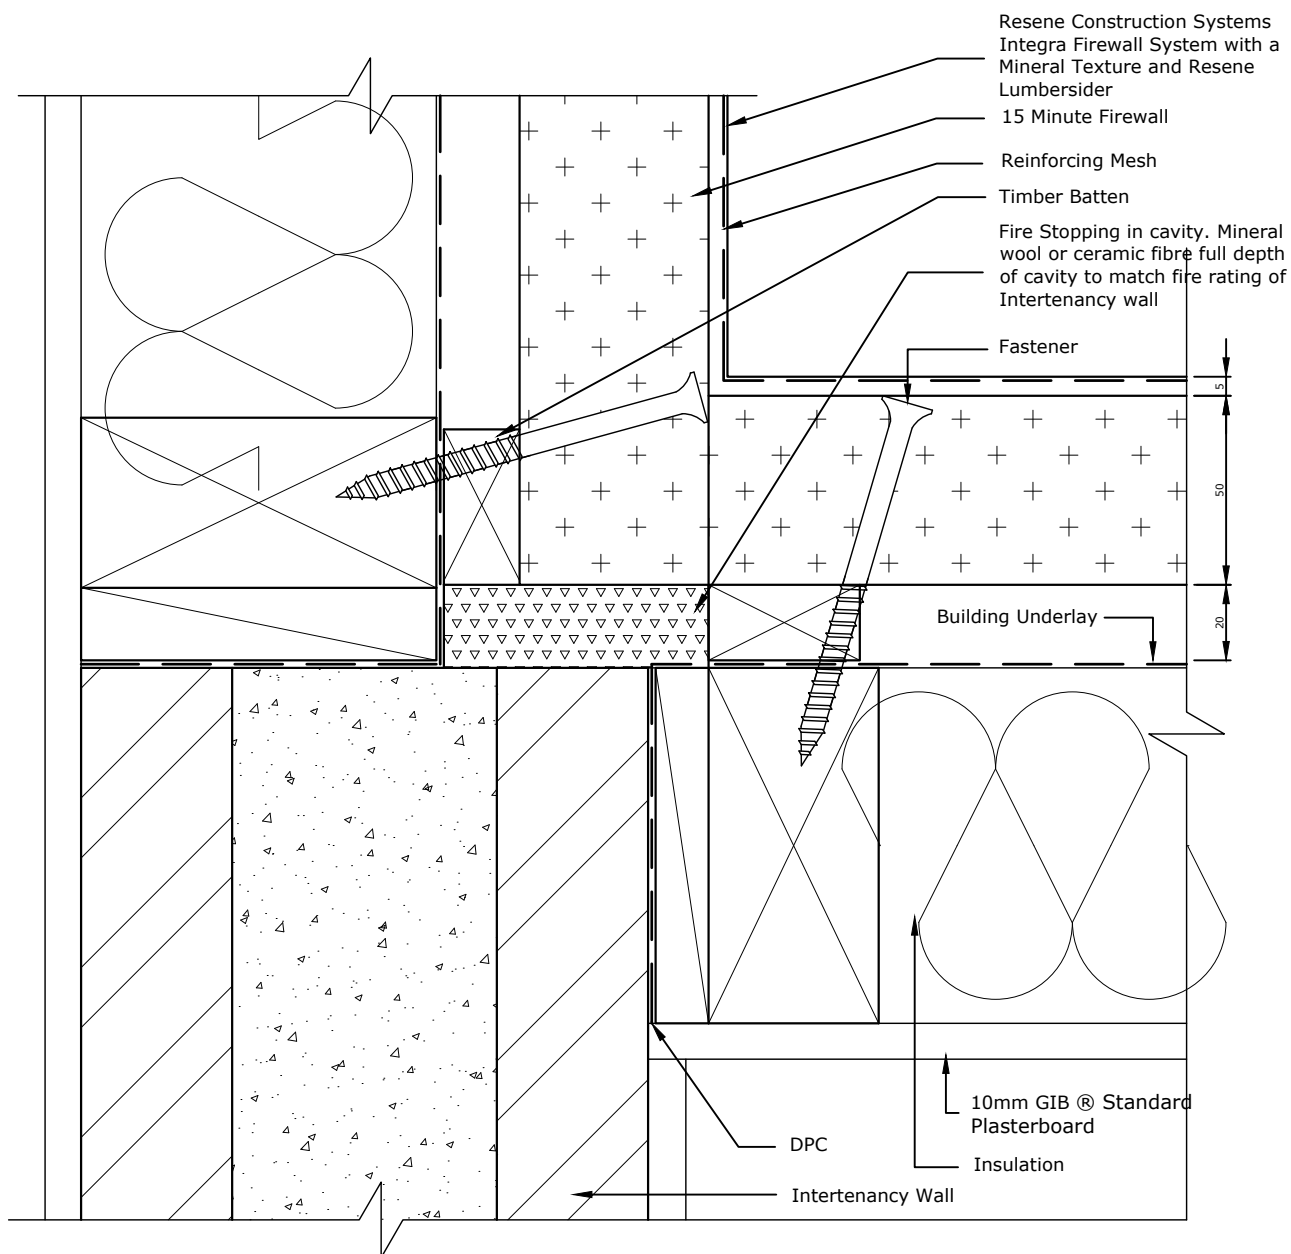 Resene Construction Systems
Integra Firewall System with a
Mineral Texture and Resene
Lumbersider
15 Minute Firewall
Reinforcing Mesh
Timber Batten
Fire Stopping in cavity. Mineral
wool or ceramic fibre full depth
of cavity to match fire rating of
Intertenancy wall
Fastener
5
50
20
Building Underlay
10mm GIB ® Standard
Plasterboard
DPC
Insulation
Intertenancy Wall